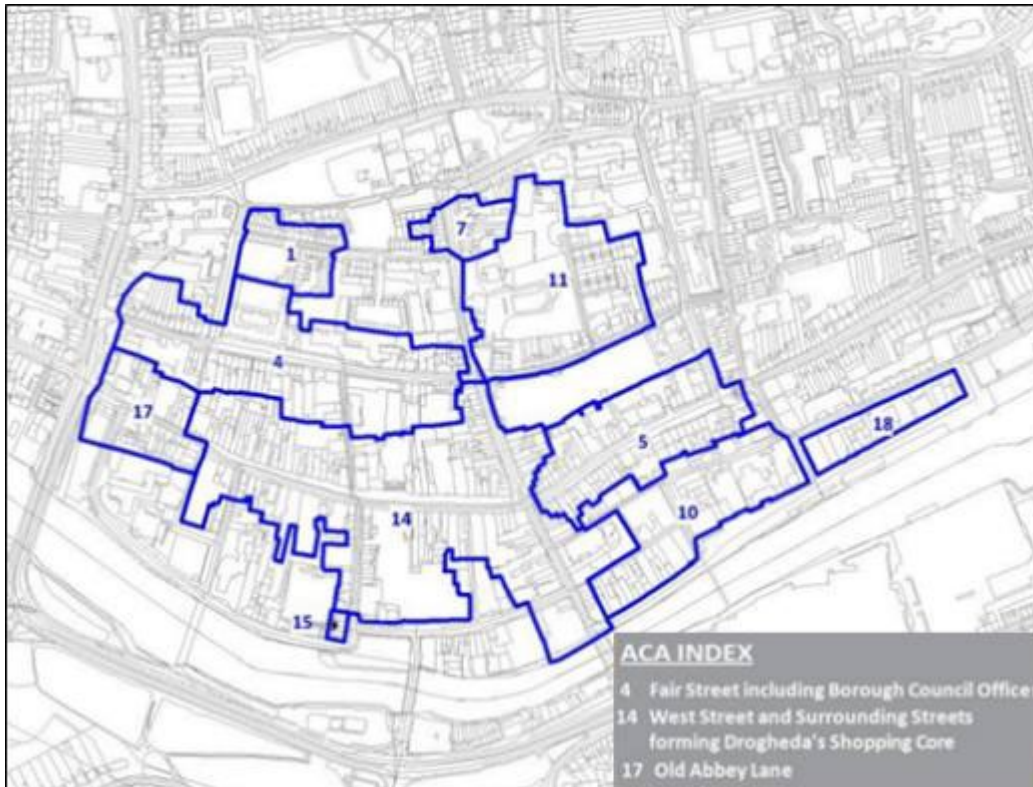 7
1
11
4
17
5
18
14
10
15
ACA INDEX
4 Fair Street including Borough Council Office
14 West Street and Surrounding Streets
forming Drogheda's Shopping Core
17 Old Abbey Lane